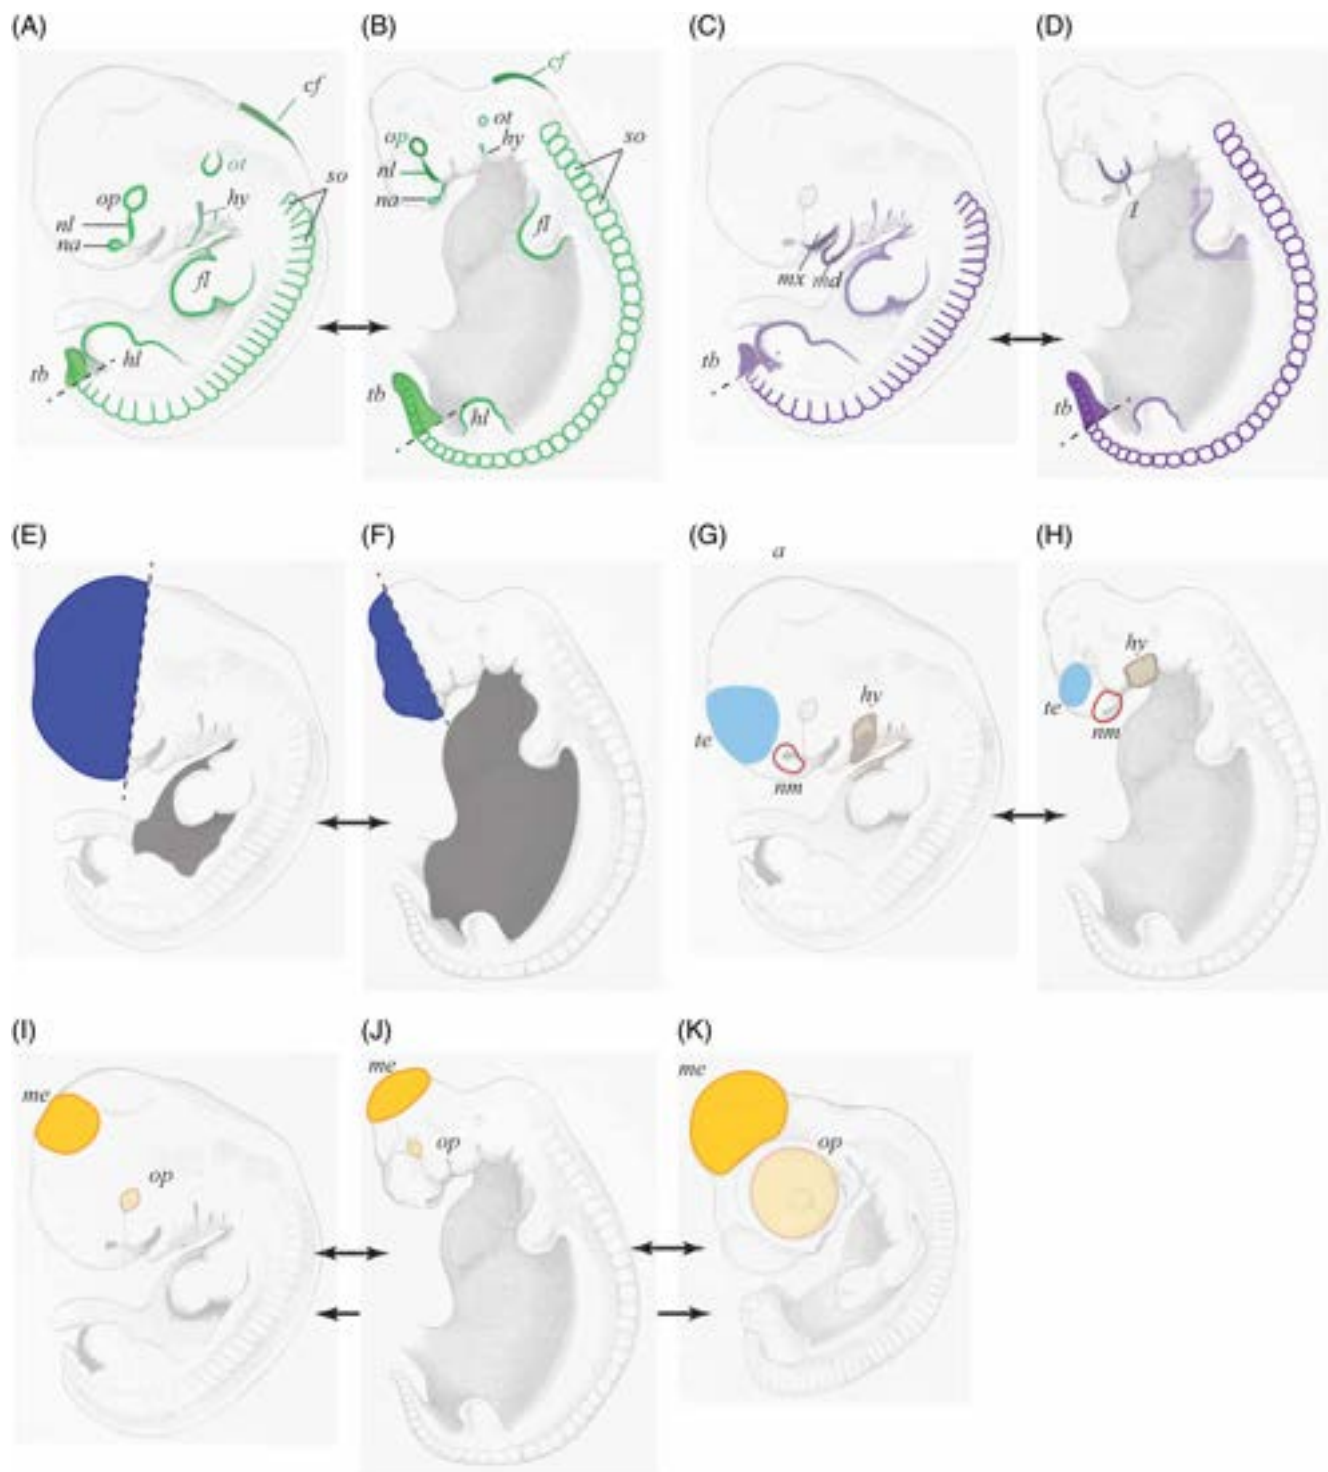 (A)
(B)
(C)
(D)
cf
cf
ot
so
op
ot
hy
so
op
nl
hy
nl
na
na
fl
fl
mx
md
1
tb
hl
tb
hl
tb
tb
(E)
(F)
(G)
(H)
a
hy
hy
te
nm
te
nm
(I)
(J)
(K)
me
me
me
op
op
op